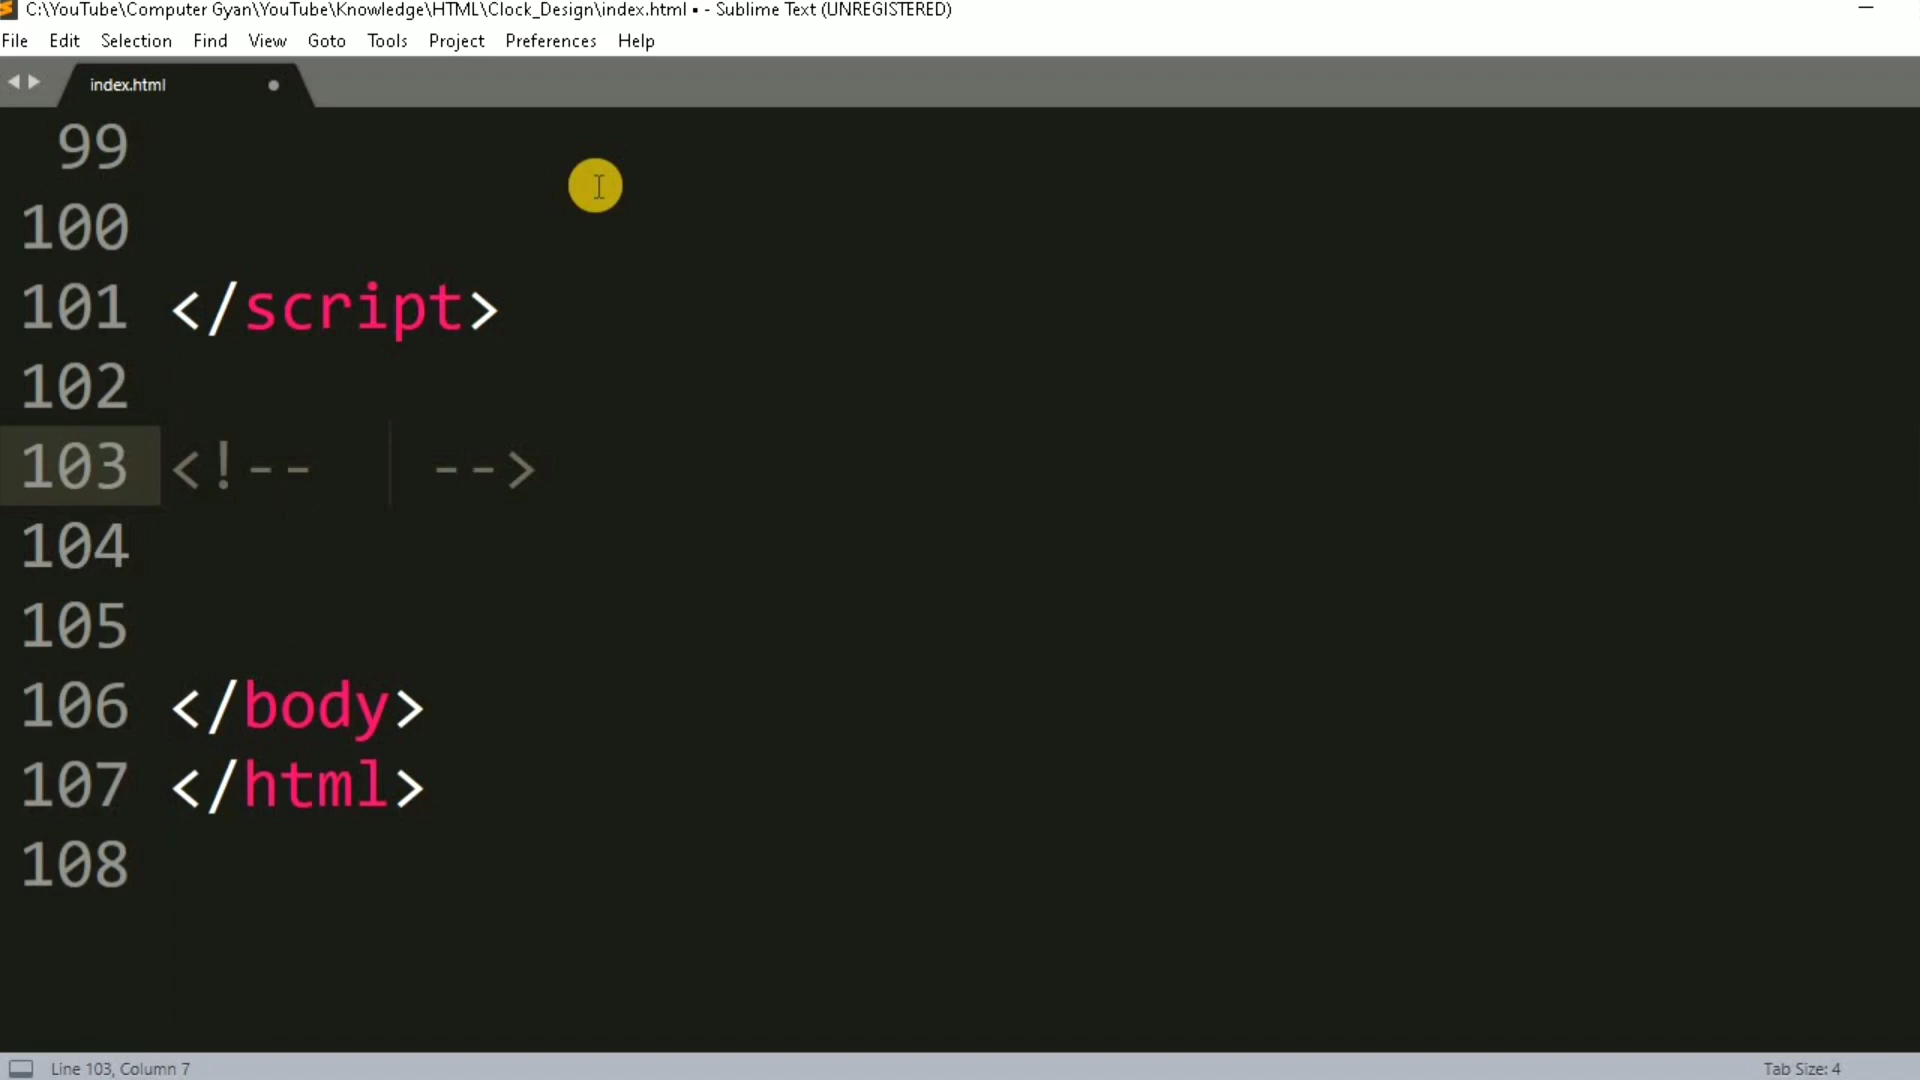 C:\YouTube\Computer Gyan\YouTube\Knowledge\HTML\Clock_Design\index.html • - Sublime Text (UNREGISTERED)
File Edit Selection Find View Goto Tools Project Preferences Help
index.html
99
100
101 </script>
102
103 <!-- -->
104
105
106 </body>
107 </html>
108
Line 103, Column 7 Tab Size: 4